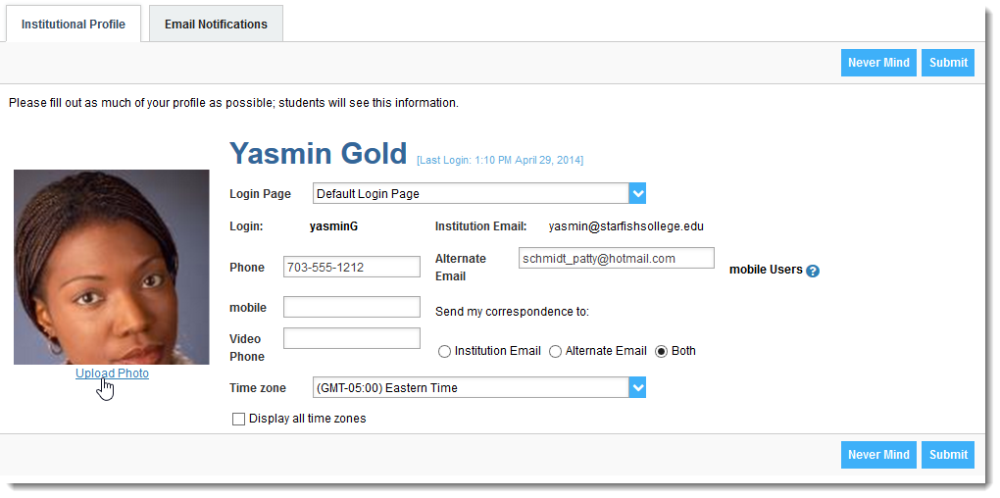 Institutional Profile
Email Notifications
Never Mind
Submit
Please fill out as much of your profile as possible; students will see this information.
Yasmin Gold [Last Login: 1:10 PM April 29, 2014]
Login Page Default Login Page
Login: yasminG Institution Email: yasmin@starfishsollege.edu
Phone 703-555-1212 Alternate Email schmidt_patty@hotmail.com mobile Users ?
mobile Send my correspondence to:
Video Phone Institution Email Alternate Email Both
Upload Photo
Time zone (GMT-05:00) Eastern Time
Display all time zones
Never Mind
Submit